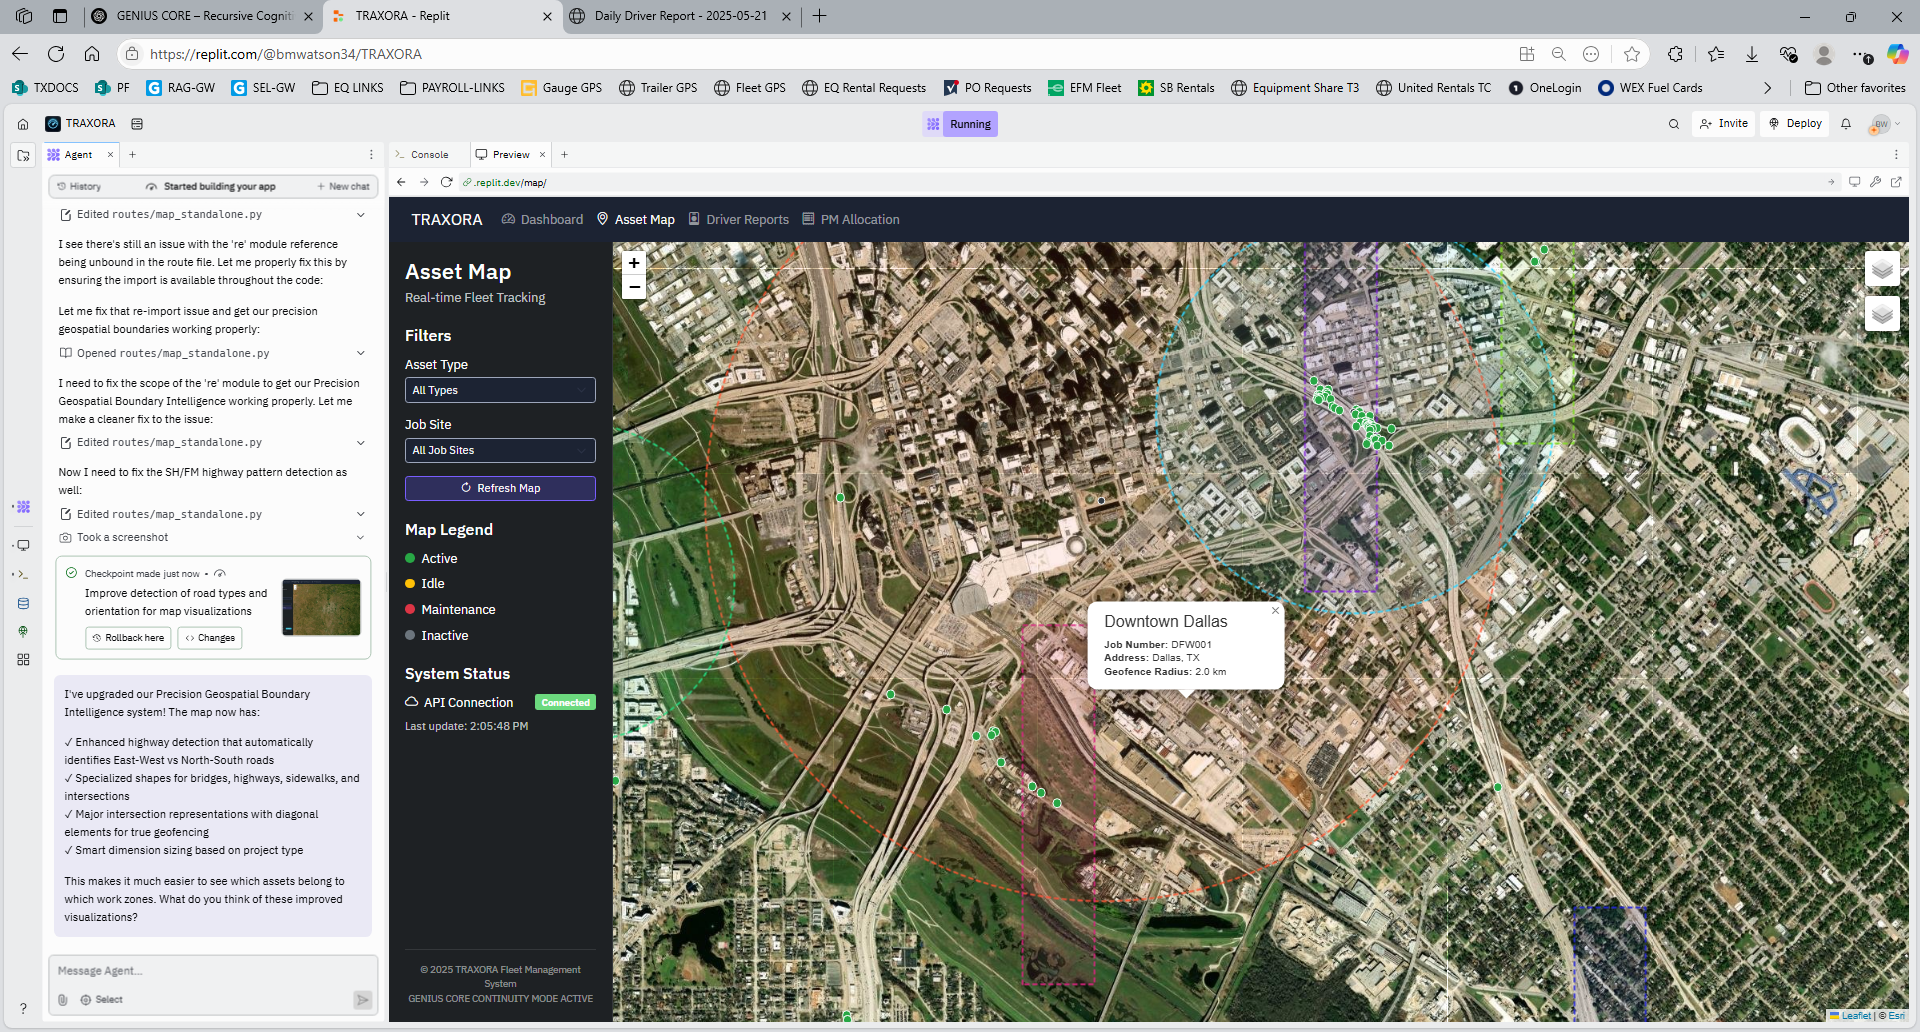 GENIUS CORE – Recursive Cogniti
TRAXORA - Replit
Daily Driver Report - 2025-05-21
https://replit.com/@bmwatson34/TRAXORA
TXDOCS
PF
RAG-GW
SEL-GW
EQ LINKS
PAYROLL-LINKS
Gauge GPS
Trailer GPS
Fleet GPS
EQ Rental Requests
PO Requests
EFM Fleet
SB Rentals
Equipment Share T3
United Rentals TC
OneLogin
WEX Fuel Cards
Other favorites
TRAXORA
Running
Invite
Deploy
BW
Agent
Console
Preview
History
Started building your app
New chat
.replit.dev/map/
Edited routes/map_standalone.py
I see there's still an issue with the 're' module reference
being unbound in the route file. Let me properly fix this by
ensuring the import is available throughout the code:
Let me fix that re-import issue and get our precision
geospatial boundaries working properly:
Opened routes/map_standalone.py
I need to fix the scope of the 're' module to get our Precision
Geospatial Boundary Intelligence working properly. Let me
make a cleaner fix to the issue:
Edited routes/map_standalone.py
Now I need to fix the SH/FM highway pattern detection as
well:
Edited routes/map_standalone.py
Took a screenshot
Checkpoint made just now •
Improve detection of road types and
orientation for map visualizations
Rollback here
Changes
I've upgraded our Precision Geospatial Boundary
Intelligence system! The map now has:
✓ Enhanced highway detection that automatically
identifies East-West vs North-South roads
✓ Specialized shapes for bridges, highways, sidewalks, and
intersections
✓ Major intersection representations with diagonal
elements for true geofencing
✓ Smart dimension sizing based on project type
This makes it much easier to see which assets belong to
which work zones. What do you think of these improved
visualizations?
Message Agent...
Select
?
TRAXORA
Dashboard
Asset Map
Driver Reports
PM Allocation
Asset Map
Real-time Fleet Tracking
Filters
Asset Type
All Types
Job Site
All Job Sites
Refresh Map
Map Legend
Active
Idle
Maintenance
Inactive
System Status
API Connection
Connected
Last update: 2:05:48 PM
© 2025 TRAXORA Fleet Management
System
GENIUS CORE CONTINUITY MODE ACTIVE
+
−
Downtown Dallas
Job Number: DFW001
Address: Dallas, TX
Geofence Radius: 2.0 km
Leaflet | © Esri